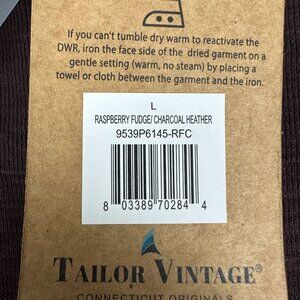 If you can't tumble dry warm to reactivate the
DWR, iron the face side of the dried garment on a
gentle setting (warm, no steam) by placing a
towel or cloth between the garment and the iron.
L
RASPBERRY FUDGE/ CHARCOAL HEATHER
9539P6145-RFC
8 03389 70284 4
TAILOR VINTAGE®
CONNECTICUT ORIGINALS